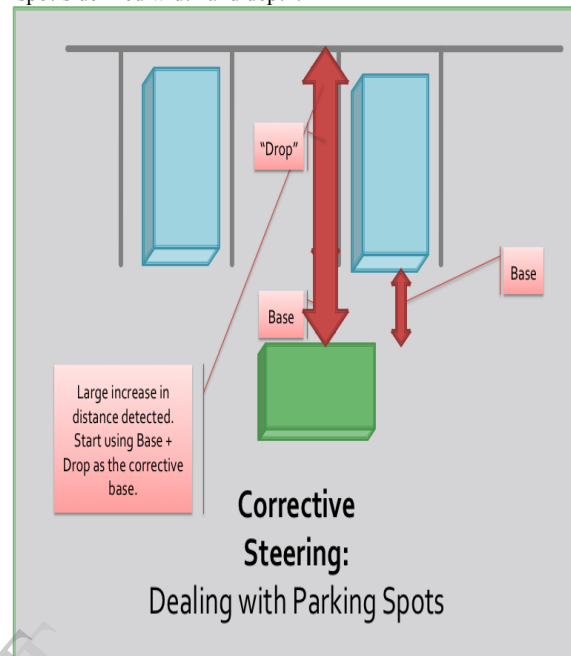 "Drop"
Base
Base
Large increase in
distance detected.
Start using Base +
Drop as the corrective
base.
Corrective
Steering:
Dealing with Parking Spots